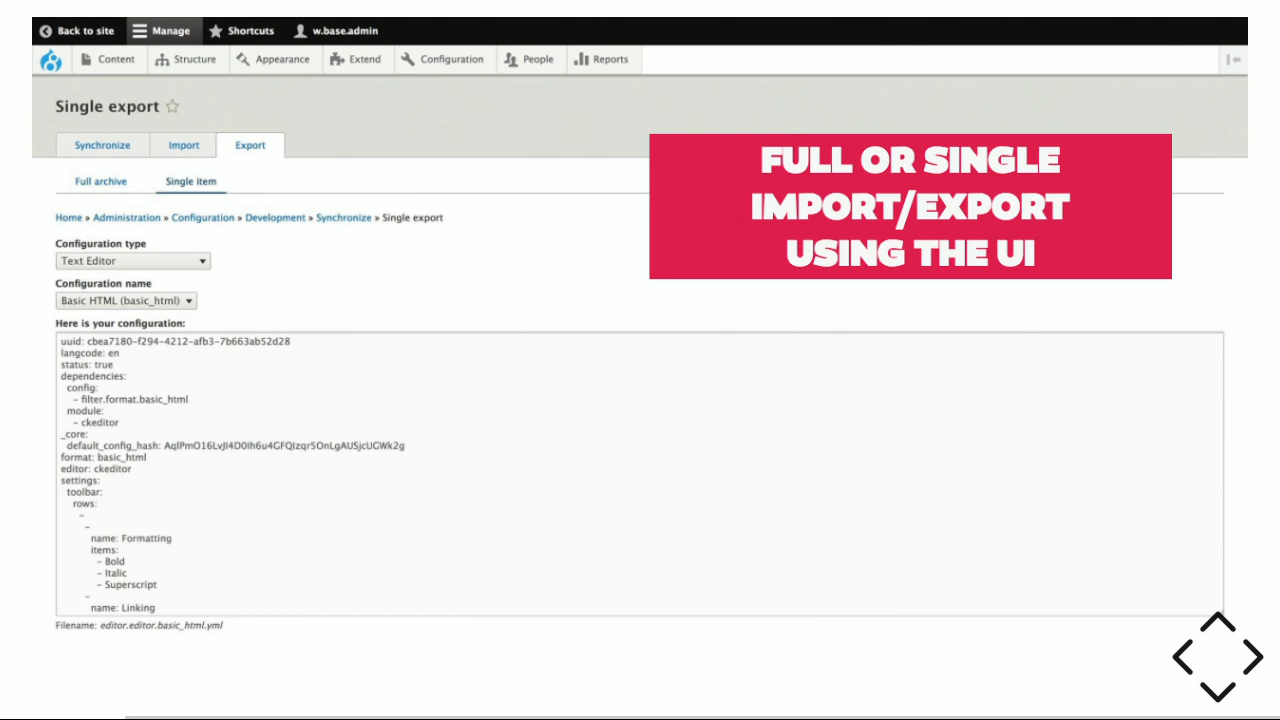 Back to site Manage Shortcuts w.base.admin
Content Structure Appearance Extend Configuration People Reports
Single export
Synchronize Import Export
Full archive Single item
FULL OR SINGLE
IMPORT/EXPORT
USING THE UI
Home » Administration » Configuration » Development » Synchronize » Single export
Configuration type
Text Editor
Configuration name
Basic HTML (basic_html)
Here is your configuration:
uuid: cbea7180-f294-4212-afb3-7b663ab52d28
langcode: en
status: true
dependencies:
config:
- filter.format.basic_html
module:
- ckeditor
_core:
default_config_hash: AqlPmO16LvJI4D0Ih6u4GFQIzqr5OnLgAUSjcUGWk2g
format: basic_html
editor: ckeditor
settings:
toolbar:
rows:
-
-
name: Formatting
items:
- Bold
- Italic
- Superscript
-
name: Linking
Filename: editor.editor.basic_html.yml